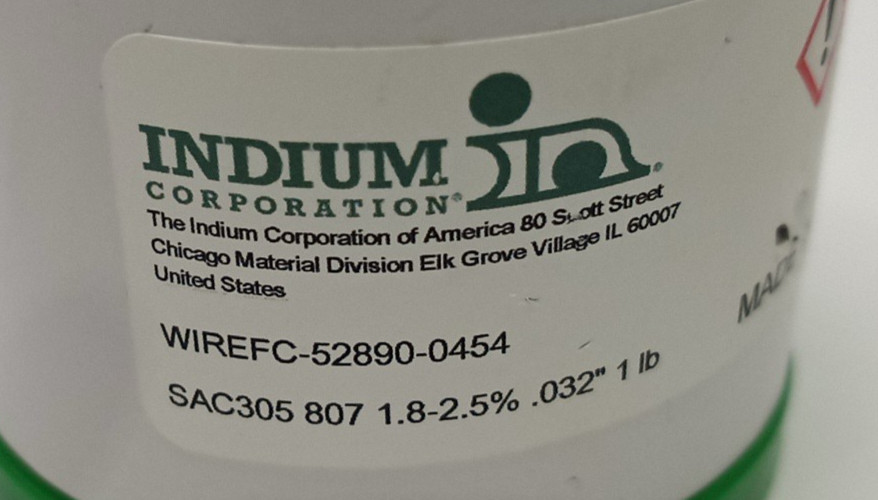 INDIUM
CORPORATION®
The Indium Corporation of America 80 Scott Street
Chicago Material Division Elk Grove Village IL 60007
United States
WIREFC-52890-0454
SAC305 807 1.8-2.5% .032" 1 lb
MADE